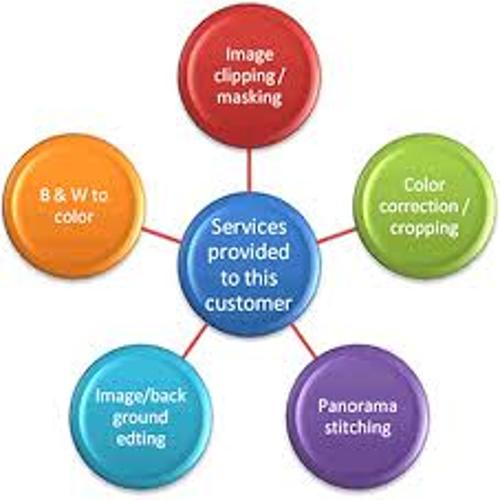 Image
clipping /
masking
B & W to
color
Color
correction /
cropping
Services
provided
to this
customer
Image/back
ground
edting
Panorama
stitching